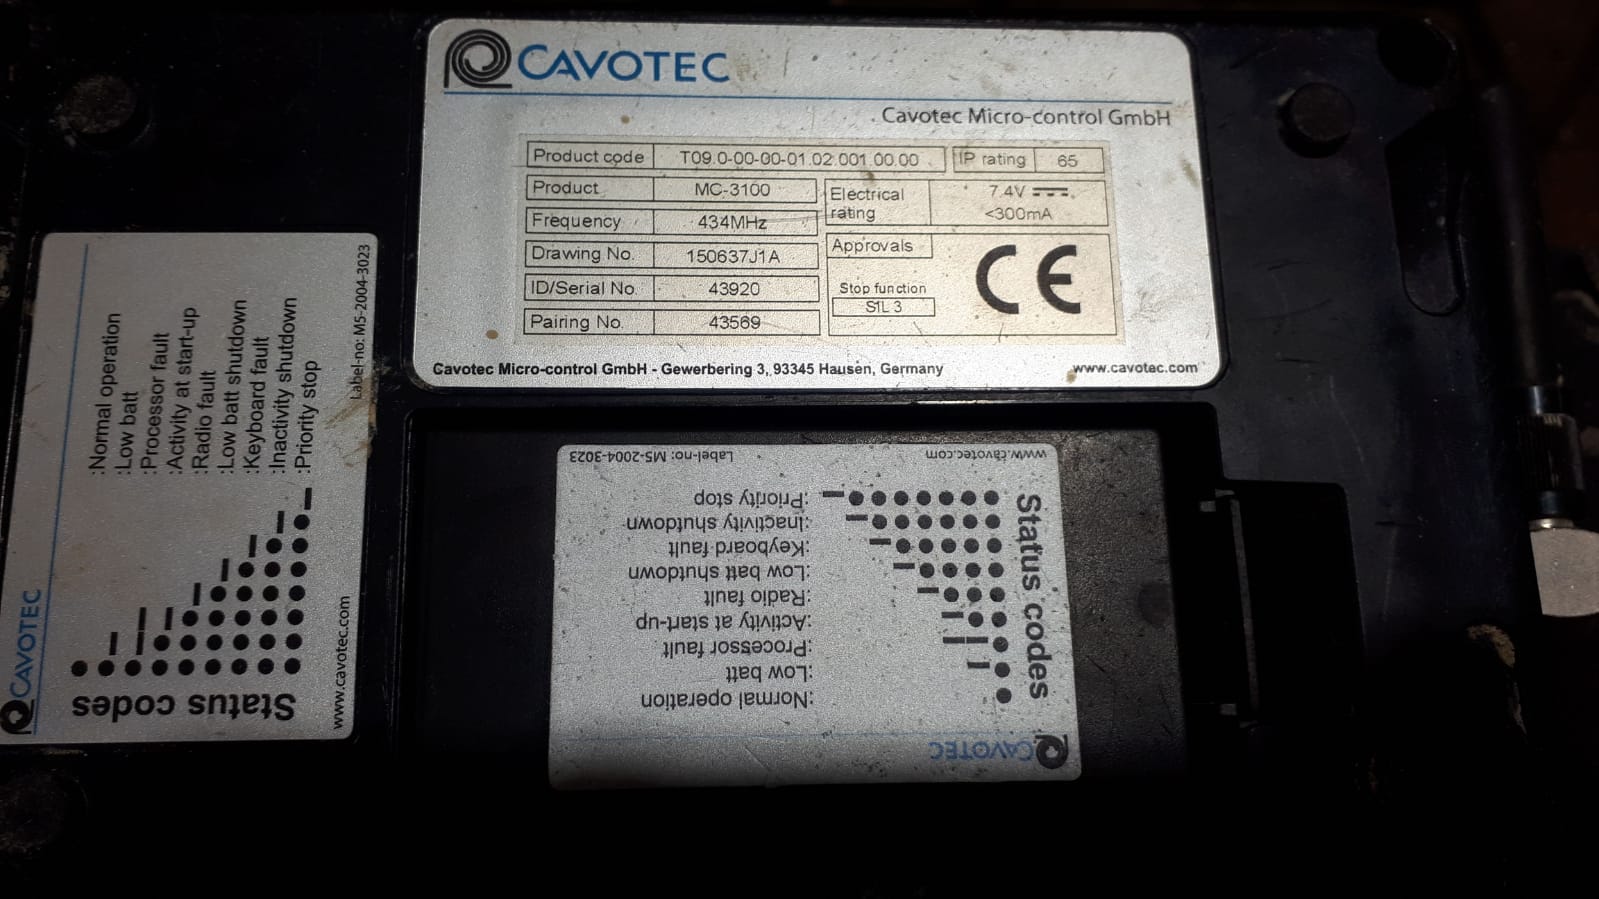 CAVOTEC
Cavotec Micro-control GmbH
Product code T09.0-00-00-01.02.001.00.00 IP rating 65
Product MC-3100
Frequency 434MHz
Drawing No. 150637J1A
ID/Serial No. 43920
Pairing No. 43569
Electrical rating 7.4V
<300mA
Approvals CE
Stop function
SIL 3
Cavotec Micro-control GmbH - Gewerbering 3, 93345 Hausen, Germany www.cavotec.com
CAVOTEC
Status codes
:Normal operation
:Low batt
:Processor fault
:Activity at start-up
:Radio fault
:Low batt shutdown
:Keyboard fault
:Inactivity shutdown
:Priority stop
www.cavotec.com
Label-no: M5-2004-3023
CAVOTEC
Status codes
:Normal operation
:Low batt
:Processor fault
:Activity at start-up
:Radio fault
:Low batt shutdown
:Keyboard fault
:Inactivity shutdown
:Priority stop
www.cavotec.com
Label-no: M5-2004-3023